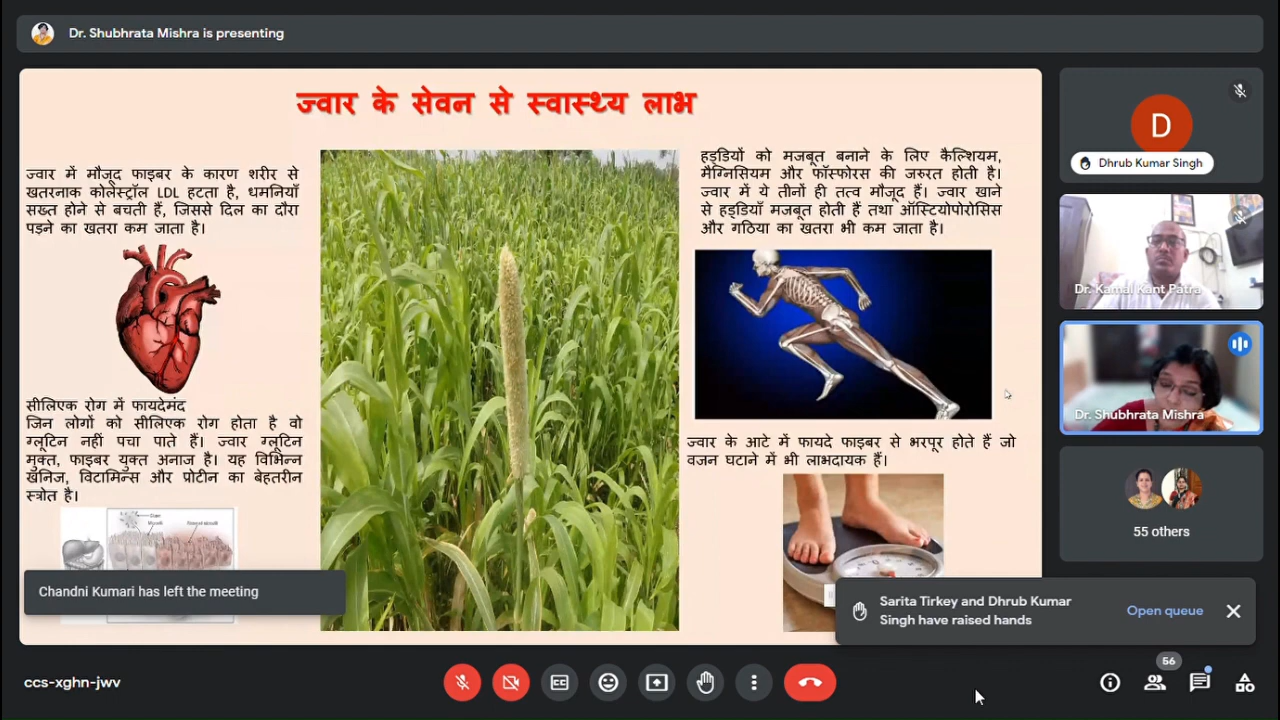 Dr. Shubhrata Mishra is presenting
ज्वार के सेवन से स्वास्थ्य लाभ
ज्वार में मौजूद फाइबर के कारण शरीर से
खतरनाक कोलेस्ट्रॉल LDL हटता है, धमनियाँ
सख्त होने से बचती हैं, जिससे दिल का दौरा
पड़ने का खतरा कम जाता है।
सीलिएक रोग में फायदेमंद
जिन लोगों को सीलिएक रोग होता है वो
ग्लूटिन नहीं पचा पाते हैं। ज्वार ग्लूटिन
मुक्त, फाइबर युक्त अनाज है। यह विभिन्न
खनिज, विटामिन्स और प्रोटीन का बेहतरीन
स्त्रोत है।
हड्डियों को मजबूत बनाने के लिए कैल्शियम,
मैग्निसियम और फॉस्फोरस की जरुरत होती है।
ज्वार में ये तीनों ही तत्व मौजूद हैं। ज्वार खाने
से हड्डियाँ मजबूत होती हैं तथा ऑस्टियोपोरोसिस
और गठिया का खतरा भी कम जाता है।
ज्वार के आटे में फायदे फाइबर से भरपूर होते हैं जो
वजन घटाने में भी लाभदायक हैं।
Chandni Kumari has left the meeting
D
Dhrub Kumar Singh
Dr. Kamal Kant Patra
Dr. Shubhrata Mishra
55 others
Sarita Tirkey and Dhrub Kumar
Singh have raised hands
Open queue
ccs-xghn-jwv
56